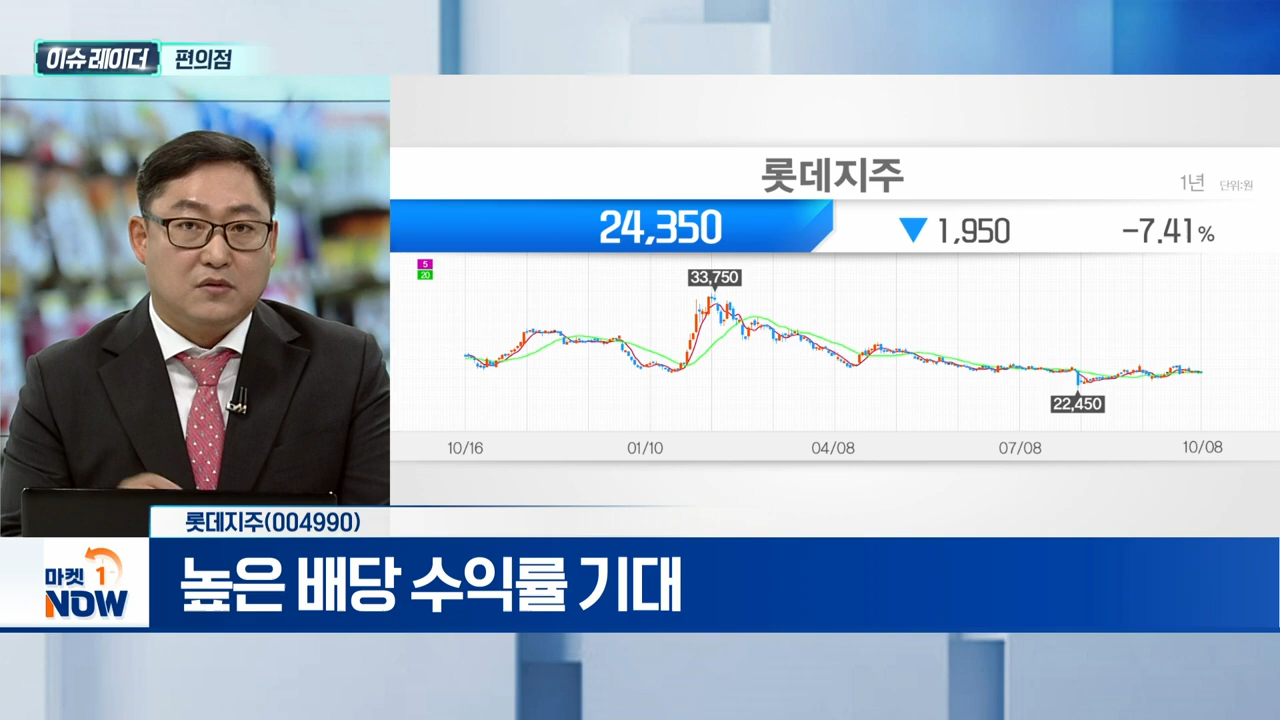 이슈레이더 편의점
롯데지주
1년 단위:원
24,350 ▼ 1,950 -7.41%
5
20
33,750
22,450
10/16 01/10 04/08 07/08 10/08
롯데지주(004990)
마켓 1
NOW
높은 배당 수익률 기대